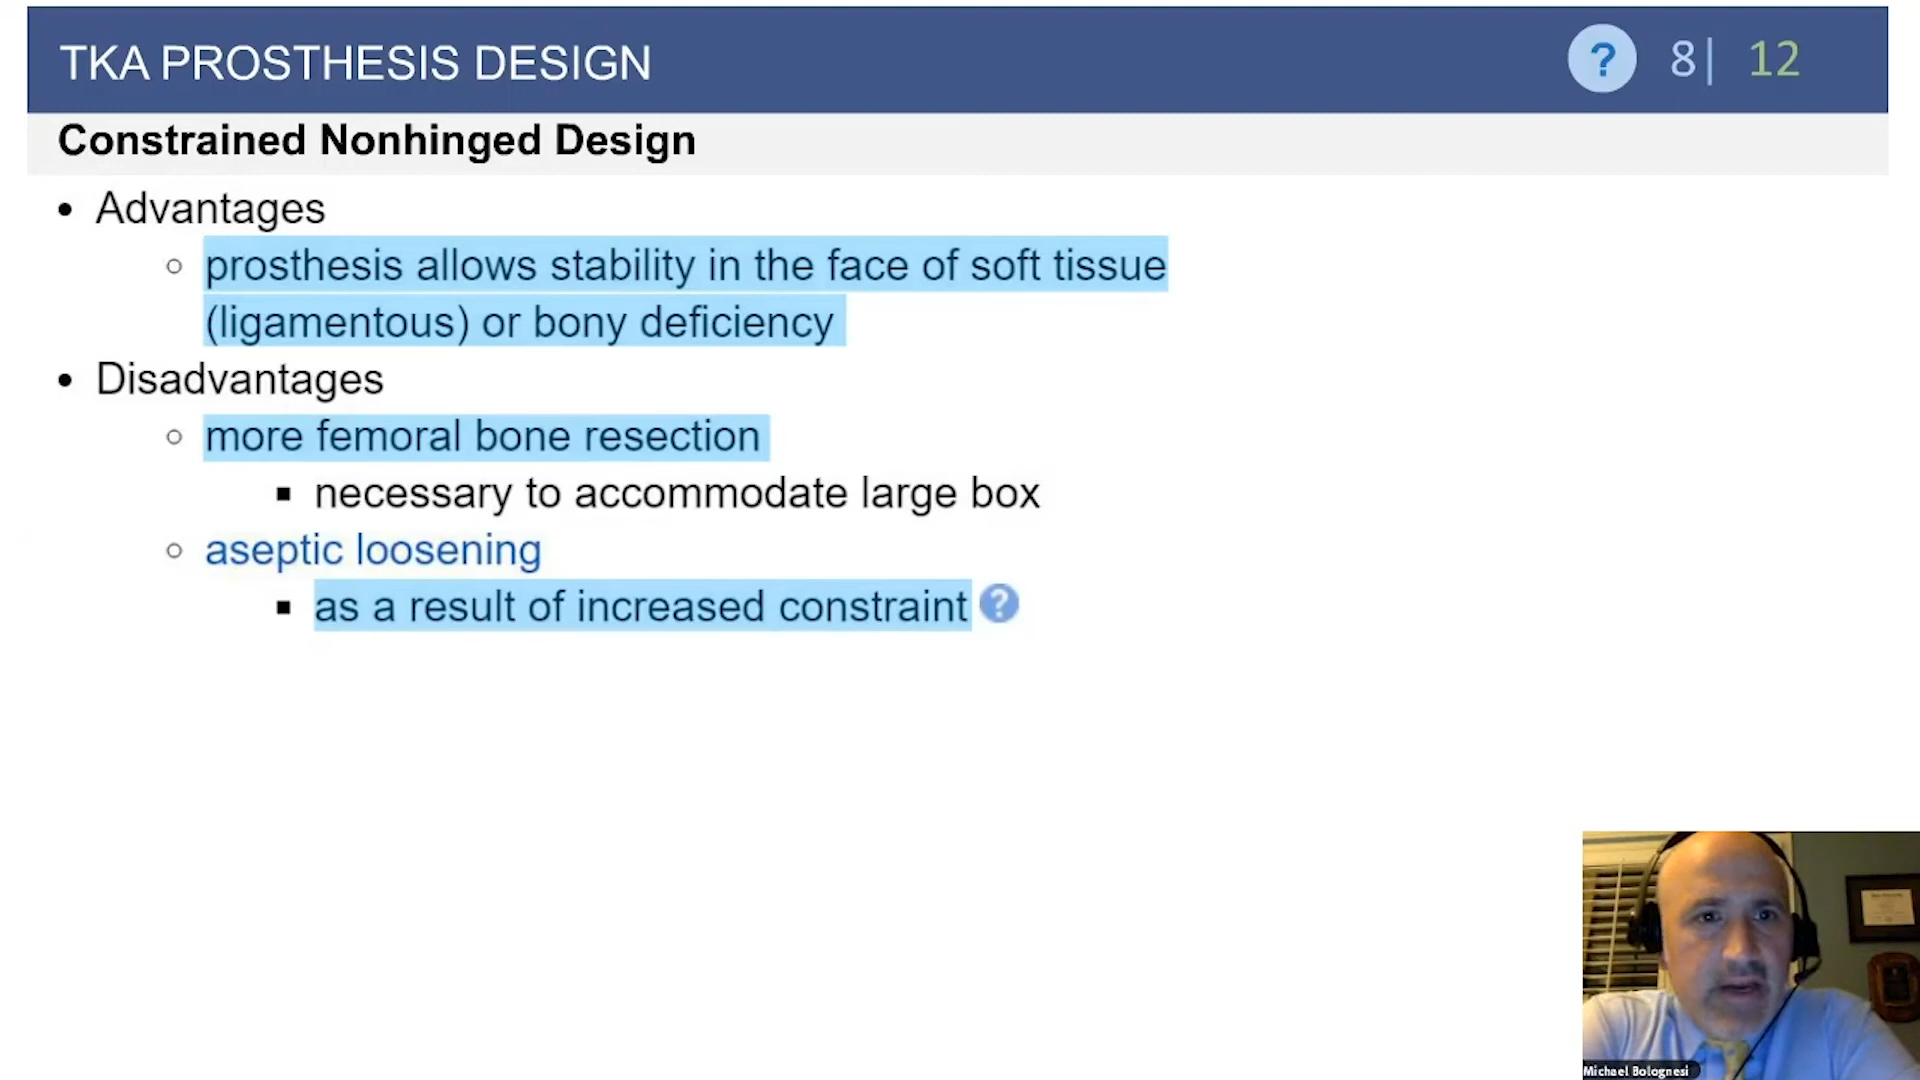 TKA PROSTHESIS DESIGN
? 8| 12
Constrained Nonhinged Design
• Advantages
○ prosthesis allows stability in the face of soft tissue
(ligamentous) or bony deficiency
• Disadvantages
○ more femoral bone resection
▪ necessary to accommodate large box
○ aseptic loosening
▪ as a result of increased constraint ?
Michael Bolognesi